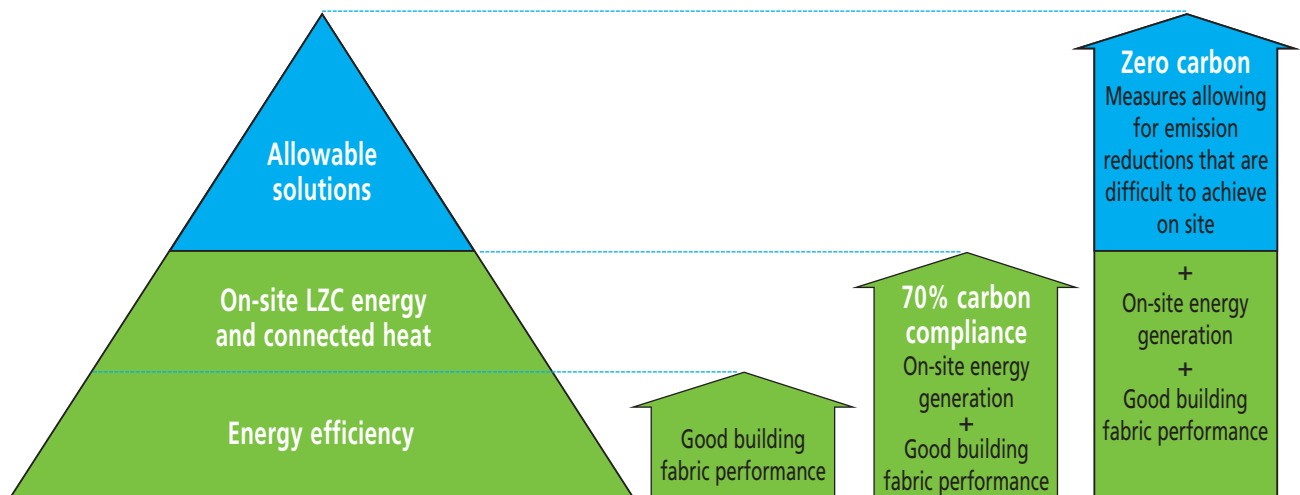 Allowable
solutions
On-site LZC energy
and connected heat
Energy efficiency
Good building
fabric performance
70% carbon
compliance
On-site energy
generation
+
Good building
fabric performance
Zero carbon
Measures allowing
for emission
reductions that are
difficult to achieve
on site
+
On-site energy
generation
+
Good building
fabric performance